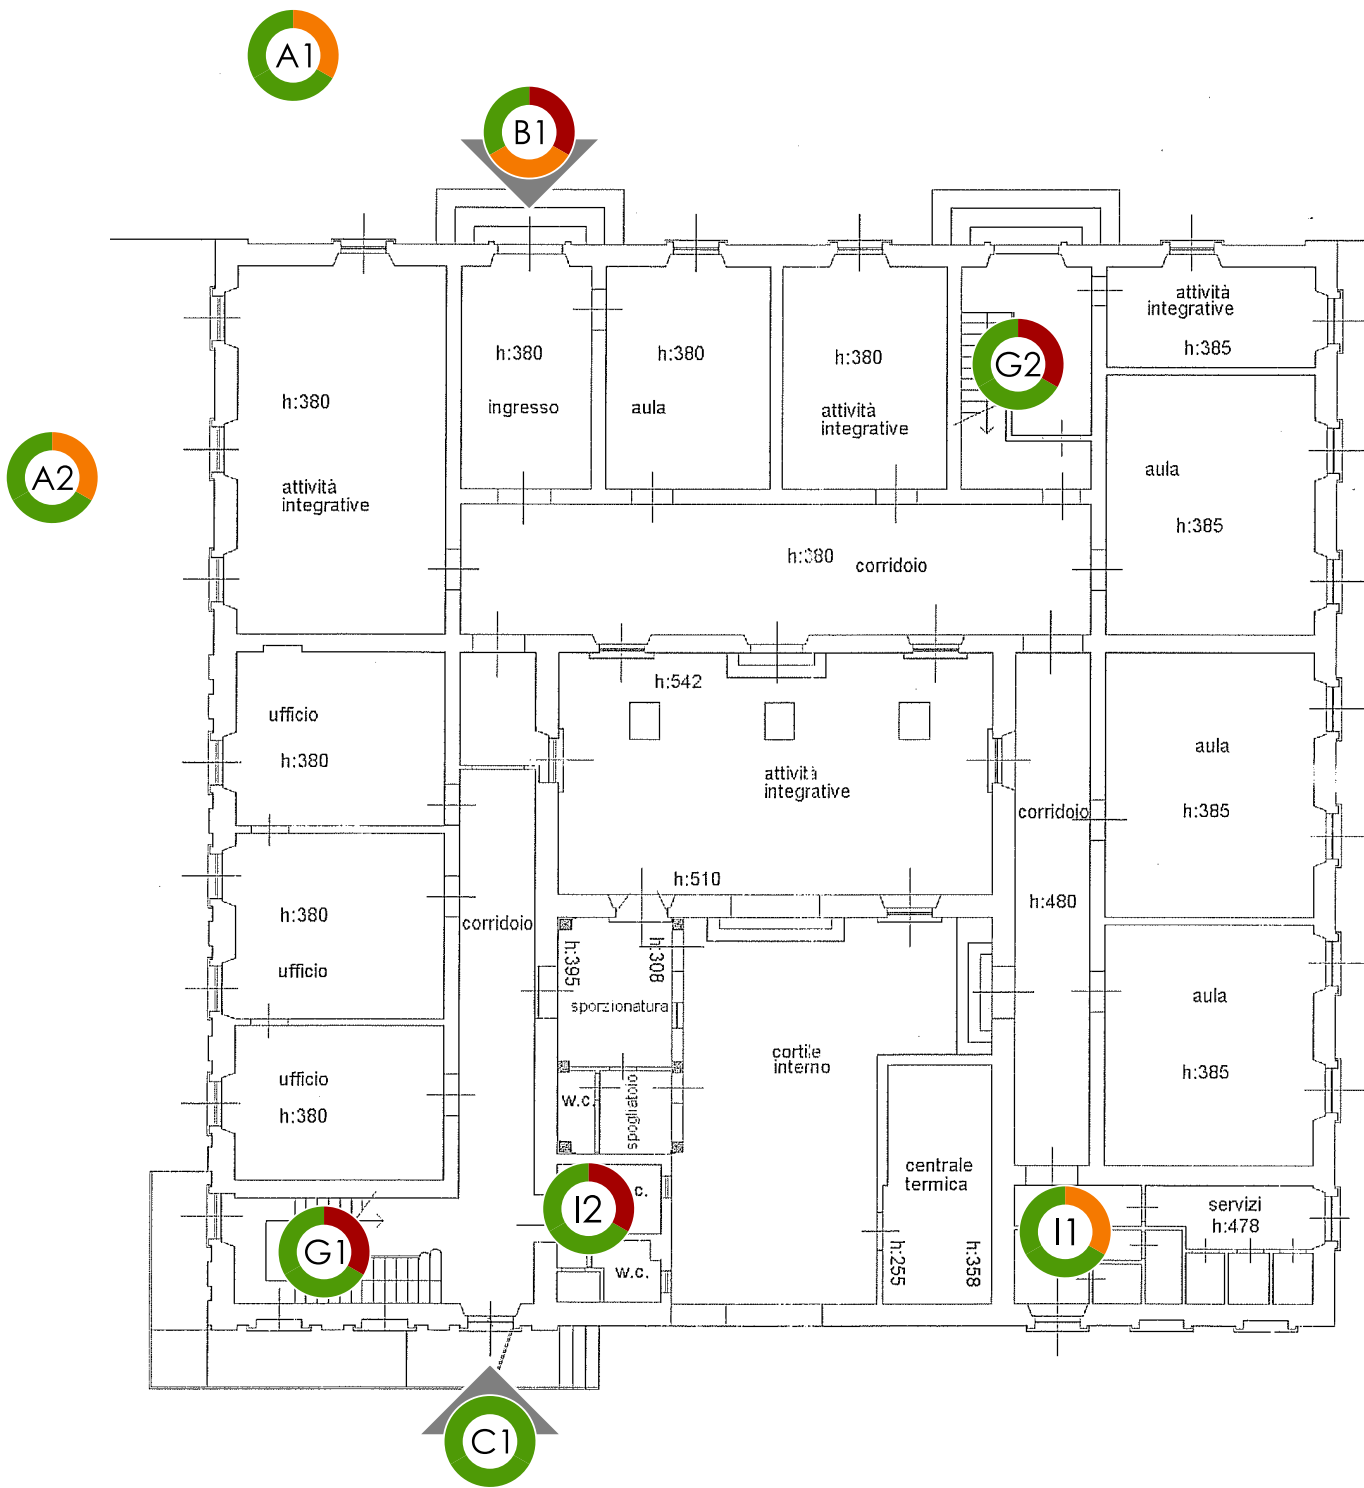 A1
B1
attività
integrative
h:385
h:380
h:380
h:380
G2
h:380
ingresso
aula
attività
integrative
A2
aula
attività
integrative
h:385
h:380
corridoio
h:542
ufficio
h:380
attività
integrative
aula
h:385
corridoio
h:510
h:480
h:380
corridoio
ufficio
h:395
h:308
sporzionatura
aula
cortile
interno
h:385
ufficio
h:380
w.c.
spogliatoio
centrale
termica
c.
I2
servizi
h:478
G1
I1
w.c.
h:255
h:358
C1